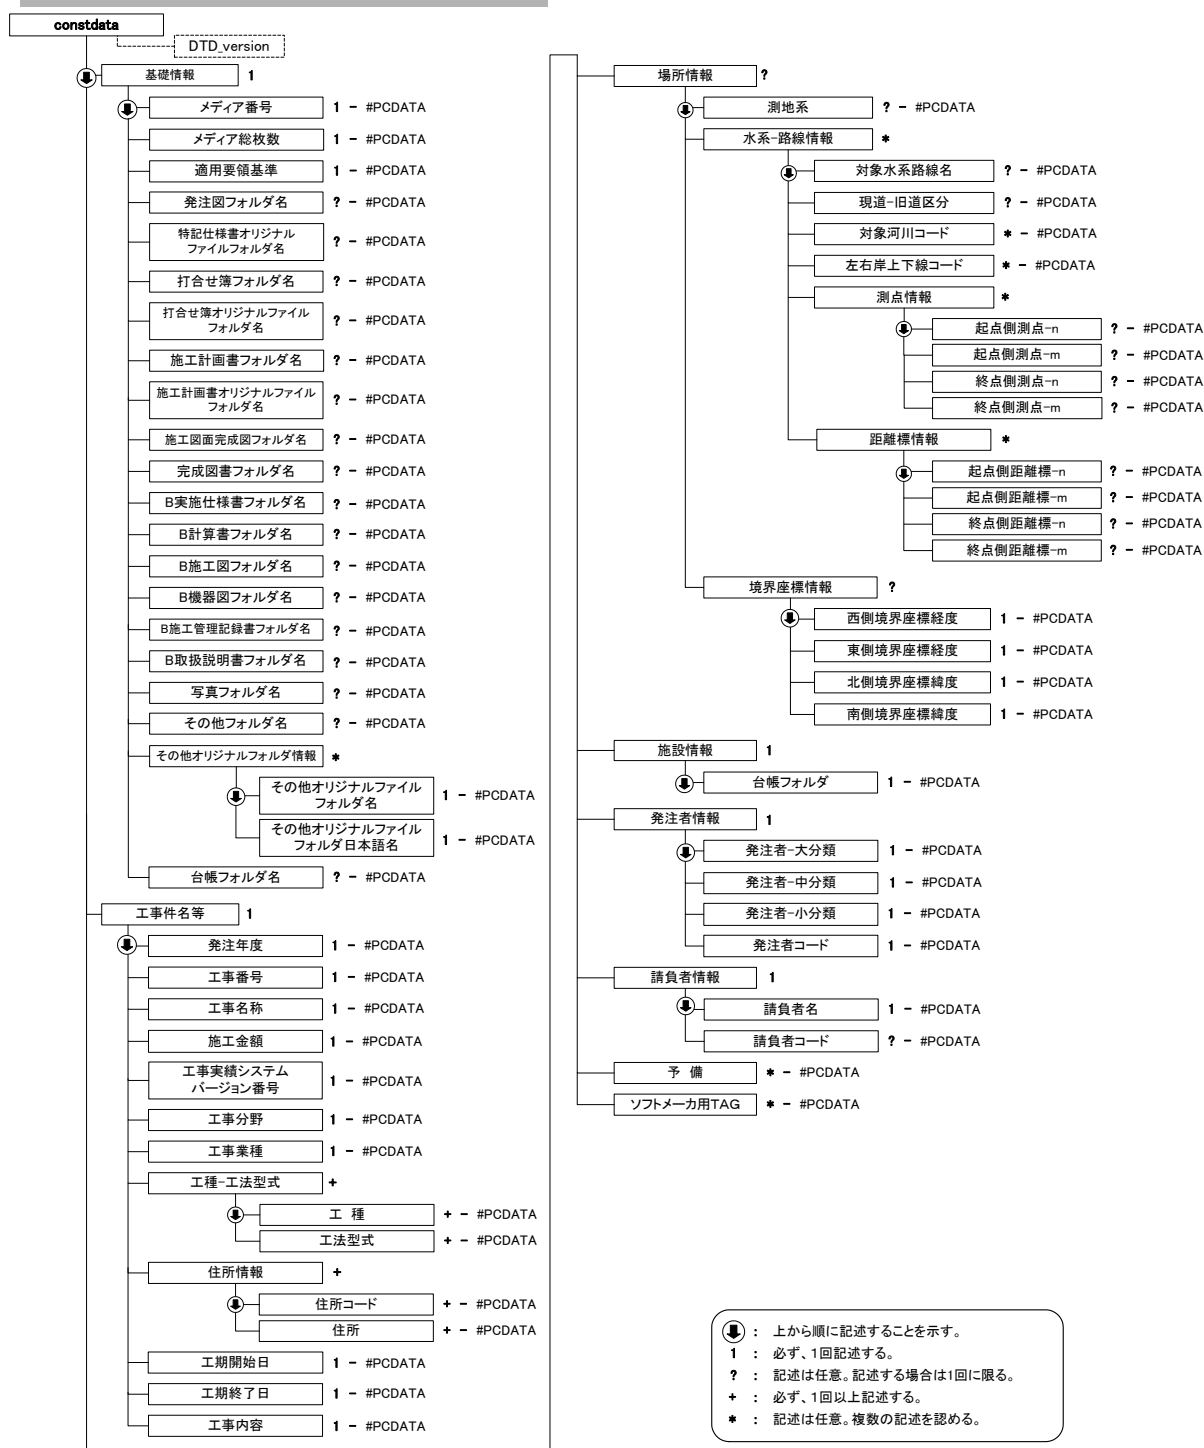 constdata
DTD_version
基礎情報 1
メディア番号 1 - #PCDATA
メディア総枚数 1 - #PCDATA
適用要領基準 1 - #PCDATA
発注図フォルダ名 ? - #PCDATA
特記仕様書オリジナル
ファイルフォルダ名 ? - #PCDATA
打合せ簿フォルダ名 ? - #PCDATA
打合せ簿オリジナルファイル
フォルダ名 ? - #PCDATA
施工計画書フォルダ名 ? - #PCDATA
施工計画書オリジナルファイル
フォルダ名 ? - #PCDATA
施工図面完成図フォルダ名 ? - #PCDATA
完成図書フォルダ名 ? - #PCDATA
B実施仕様書フォルダ名 ? - #PCDATA
B計算書フォルダ名 ? - #PCDATA
B施工図フォルダ名 ? - #PCDATA
B機器図フォルダ名 ? - #PCDATA
B施工管理記録書フォルダ名 ? - #PCDATA
B取扱説明書フォルダ名 ? - #PCDATA
写真フォルダ名 ? - #PCDATA
その他フォルダ名 ? - #PCDATA
その他オリジナルフォルダ情報 *
その他オリジナルファイル
フォルダ名 1 - #PCDATA
その他オリジナルファイル
フォルダ日本語名 1 - #PCDATA
台帳フォルダ名 ? - #PCDATA
工事件名等 1
発注年度 1 - #PCDATA
工事番号 1 - #PCDATA
工事名称 1 - #PCDATA
施工金額 1 - #PCDATA
工事実績システム
バージョン番号 1 - #PCDATA
工事分野 1 - #PCDATA
工事業種 1 - #PCDATA
工種-工法型式 +
工 種 + - #PCDATA
工法型式 + - #PCDATA
住所情報 +
住所コード + - #PCDATA
住所 + - #PCDATA
工期開始日 1 - #PCDATA
工期終了日 1 - #PCDATA
工事内容 1 - #PCDATA
場所情報 ?
測地系 ? - #PCDATA
水系-路線情報 *
対象水系路線名 ? - #PCDATA
現道-旧道区分 ? - #PCDATA
対象河川コード * - #PCDATA
左右岸上下線コード * - #PCDATA
測点情報 *
起点側測点-n ? - #PCDATA
起点側測点-m ? - #PCDATA
終点側測点-n ? - #PCDATA
終点側測点-m ? - #PCDATA
距離標情報 *
起点側距離標-n ? - #PCDATA
起点側距離標-m ? - #PCDATA
終点側距離標-n ? - #PCDATA
終点側距離標-m ? - #PCDATA
境界座標情報 ?
西側境界座標経度 1 - #PCDATA
東側境界座標経度 1 - #PCDATA
北側境界座標緯度 1 - #PCDATA
南側境界座標緯度 1 - #PCDATA
施設情報 1
台帳フォルダ 1 - #PCDATA
発注者情報 1
発注者-大分類 1 - #PCDATA
発注者-中分類 1 - #PCDATA
発注者-小分類 1 - #PCDATA
発注者コード 1 - #PCDATA
請負者情報 1
請負者名 1 - #PCDATA
請負者コード ? - #PCDATA
予 備 * - #PCDATA
ソフトメーカ用TAG * - #PCDATA
: 上から順に記述することを示す。
1 : 必ず、1回記述する。
? : 記述は任意。記述する場合は1回に限る。
+ : 必ず、1回以上記述する。
* : 記述は任意。複数の記述を認める。